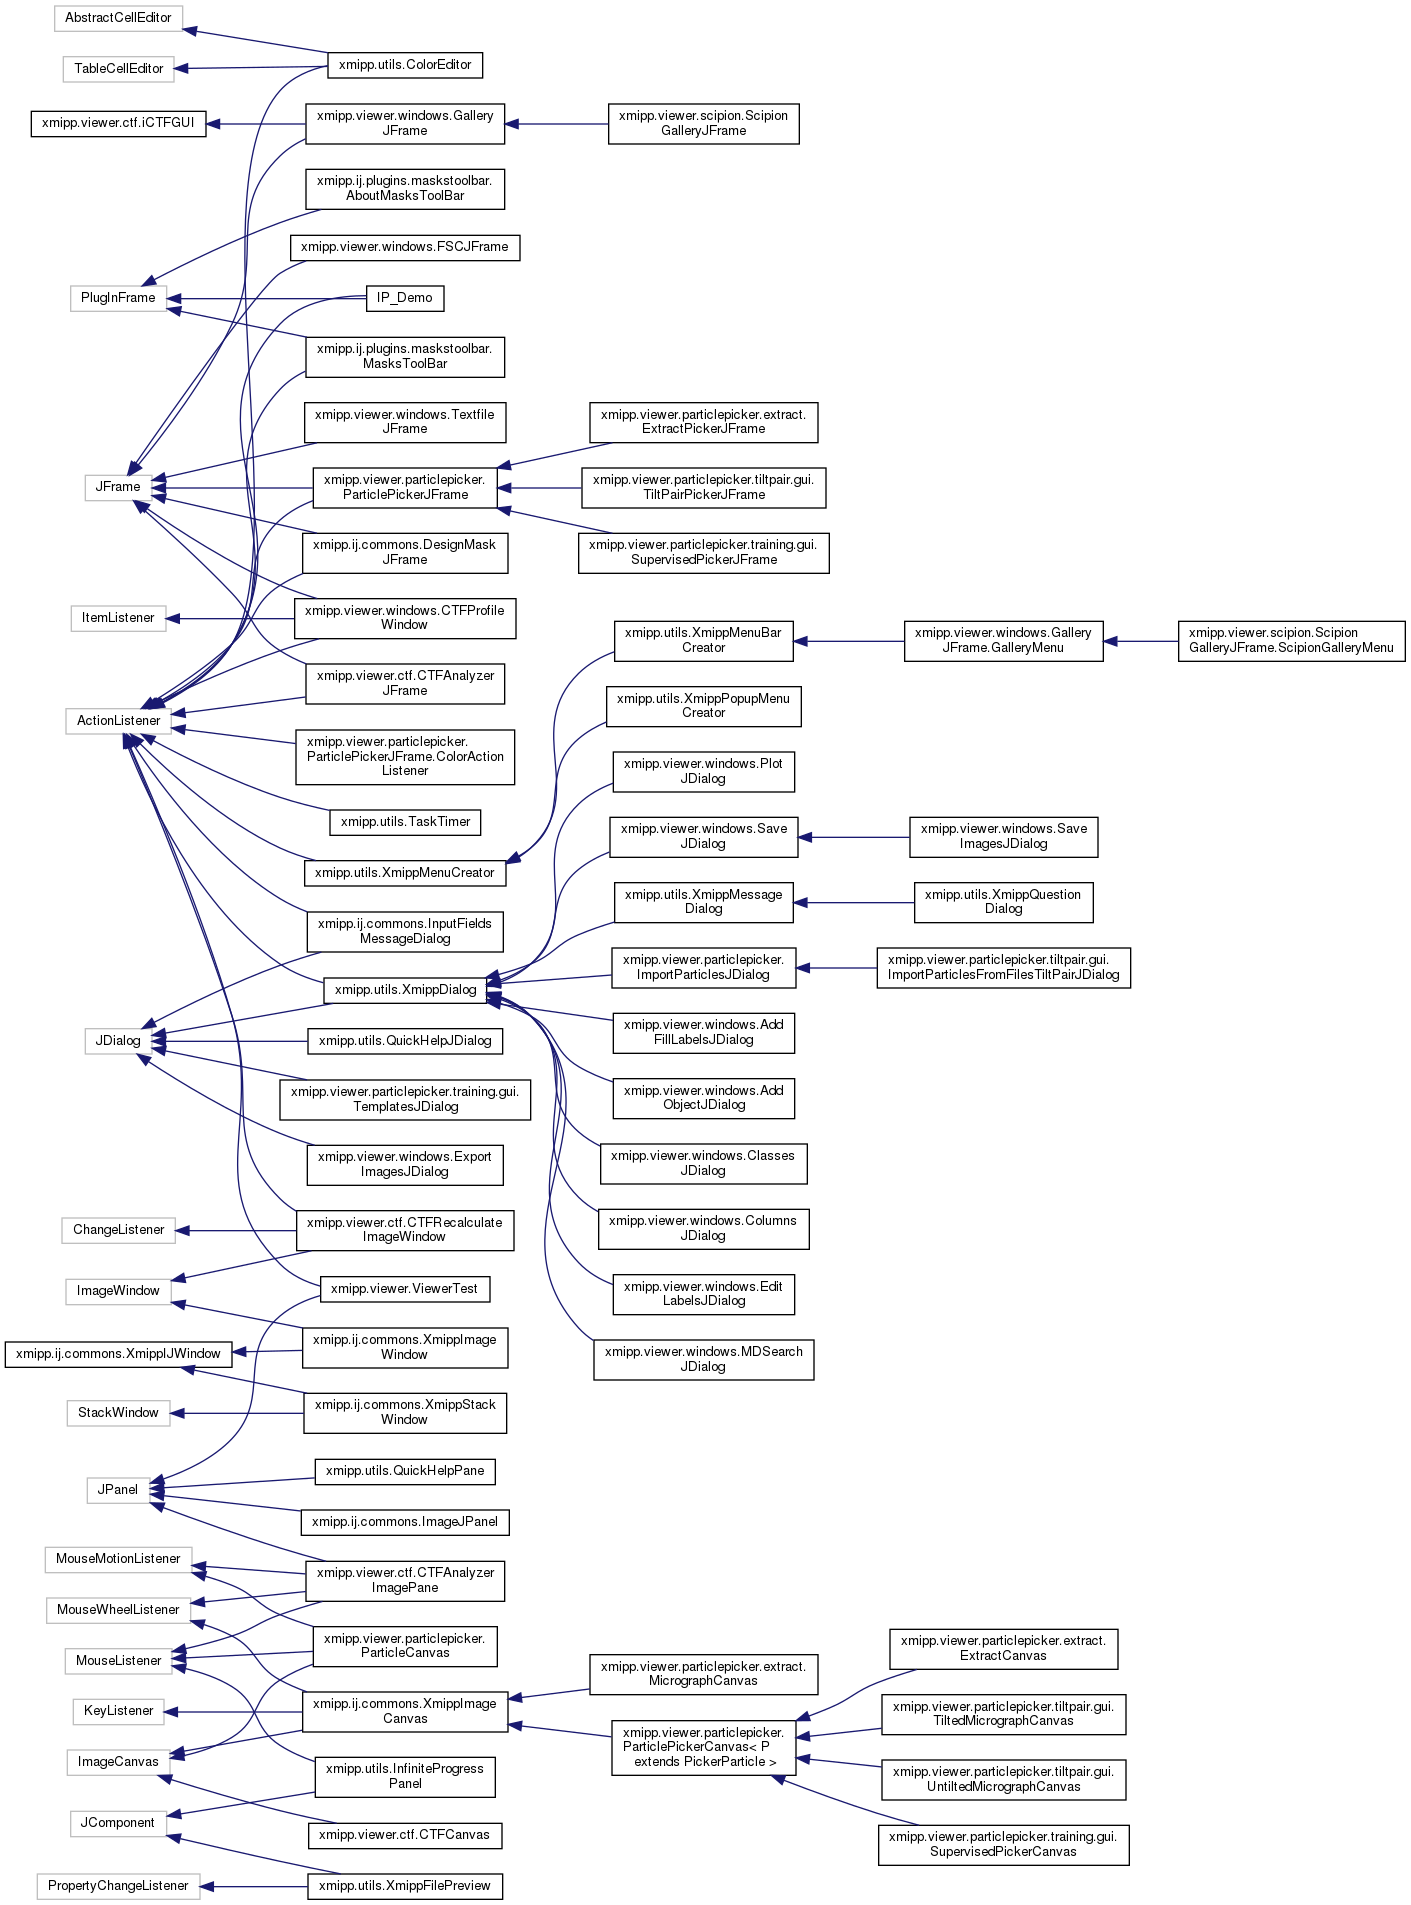 AbstractCellEditor
TableCellEditor
xmipp.utils.ColorEditor
xmipp.viewer.ctf.iCTFGUI
xmipp.viewer.windows.Gallery
JFrame
xmipp.viewer.scipion.Scipion
GalleryJFrame
xmipp.ij.plugins.maskstoolbar.
AboutMasksToolBar
xmipp.viewer.windows.FSCJFrame
PlugInFrame
IP_Demo
xmipp.ij.plugins.maskstoolbar.
MasksToolBar
xmipp.viewer.windows.Textfile
JFrame
xmipp.viewer.particlepicker.extract.
ExtractPickerJFrame
JFrame
xmipp.viewer.particlepicker.
ParticlePickerJFrame
xmipp.viewer.particlepicker.tiltpair.gui.
TiltPairPickerJFrame
xmipp.ij.commons.DesignMask
JFrame
xmipp.viewer.particlepicker.training.gui.
SupervisedPickerJFrame
ItemListener
xmipp.viewer.windows.CTFProfile
Window
xmipp.utils.XmippMenuBar
Creator
xmipp.viewer.windows.Gallery
JFrame.GalleryMenu
xmipp.viewer.scipion.Scipion
GalleryJFrame.ScipionGalleryMenu
xmipp.viewer.ctf.CTFAnalyzer
JFrame
xmipp.utils.XmippPopupMenu
Creator
ActionListener
xmipp.viewer.particlepicker.
ParticlePickerJFrame.ColorAction
Listener
xmipp.viewer.windows.Plot
JDialog
xmipp.utils.TaskTimer
xmipp.viewer.windows.Save
JDialog
xmipp.viewer.windows.Save
ImagesJDialog
xmipp.utils.XmippMenuCreator
xmipp.utils.XmippMessage
Dialog
xmipp.utils.XmippQuestion
Dialog
xmipp.ij.commons.InputFields
MessageDialog
xmipp.viewer.particlepicker.
ImportParticlesJDialog
xmipp.viewer.particlepicker.tiltpair.gui.
ImportParticlesFromFilesTiltPairJDialog
xmipp.utils.XmippDialog
xmipp.viewer.windows.Add
FillLabelsJDialog
JDialog
xmipp.utils.QuickHelpJDialog
xmipp.viewer.particlepicker.training.gui.
TemplatesJDialog
xmipp.viewer.windows.Add
ObjectJDialog
xmipp.viewer.windows.Export
ImagesJDialog
xmipp.viewer.windows.Classes
JDialog
ChangeListener
xmipp.viewer.ctf.CTFRecalculate
ImageWindow
xmipp.viewer.windows.Columns
JDialog
ImageWindow
xmipp.viewer.ViewerTest
xmipp.viewer.windows.Edit
LabelsJDialog
xmipp.ij.commons.XmippIJWindow
xmipp.ij.commons.XmippImage
Window
xmipp.viewer.windows.MDSearch
JDialog
StackWindow
xmipp.ij.commons.XmippStack
Window
JPanel
xmipp.utils.QuickHelpPane
xmipp.ij.commons.ImageJPanel
MouseMotionListener
xmipp.viewer.ctf.CTFAnalyzer
ImagePane
MouseWheelListener
xmipp.viewer.particlepicker.
ParticleCanvas
MouseListener
xmipp.viewer.particlepicker.extract.
MicrographCanvas
xmipp.viewer.particlepicker.extract.
ExtractCanvas
KeyListener
xmipp.ij.commons.XmippImage
Canvas
xmipp.viewer.particlepicker.
ParticlePickerCanvas< P
extends PickerParticle >
xmipp.viewer.particlepicker.tiltpair.gui.
TiltedMicrographCanvas
ImageCanvas
xmipp.utils.InfiniteProgress
Panel
xmipp.viewer.particlepicker.tiltpair.gui.
UntiltedMicrographCanvas
JComponent
xmipp.viewer.ctf.CTFCanvas
xmipp.viewer.particlepicker.training.gui.
SupervisedPickerCanvas
PropertyChangeListener
xmipp.utils.XmippFilePreview